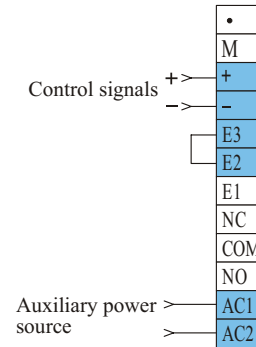 •
M
+ +
Control signals
− −
E3
E2
E1
NC
COM
NO
Auxiliary power AC1
source AC2